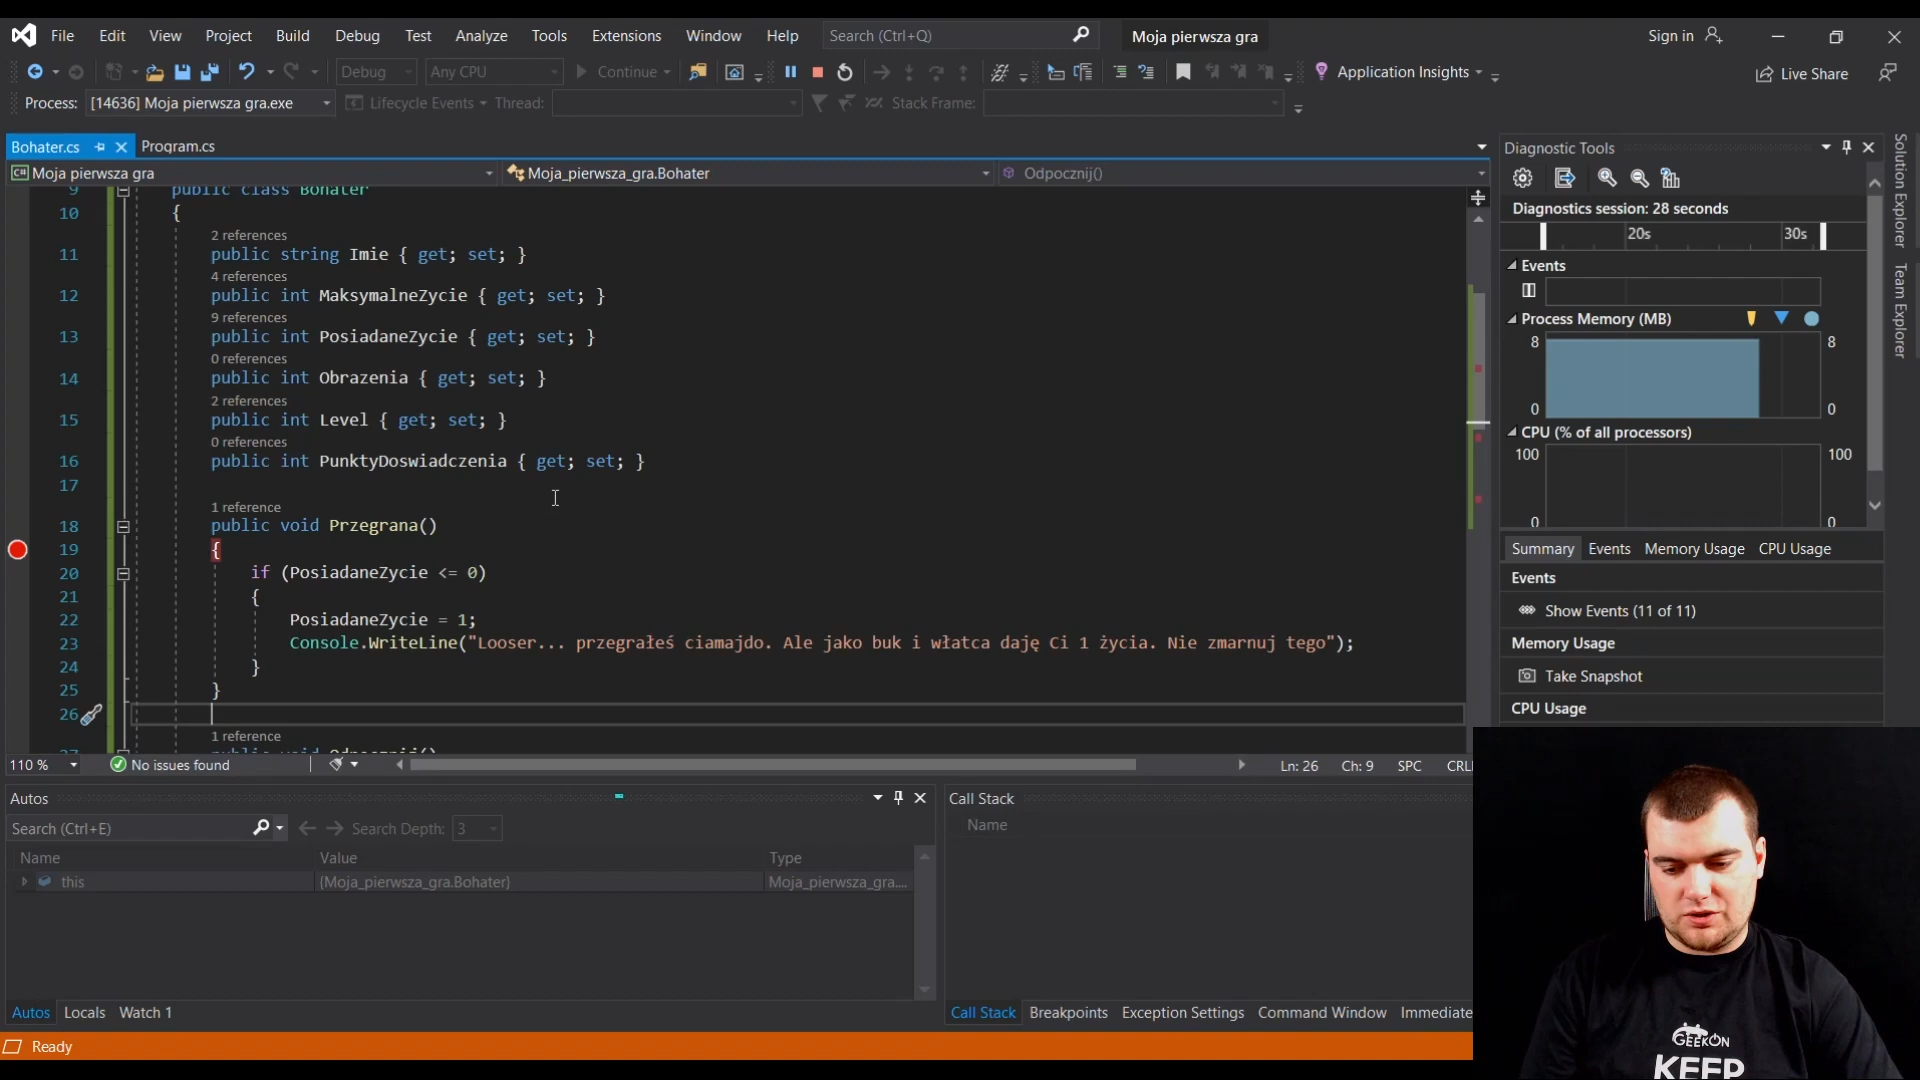 File Edit View Project Build Debug Test Analyze Tools Extensions Window Help Search (Ctrl+Q) Moja pierwsza gra Sign in
Debug Any CPU Continue Application Insights Live Share
Process: [14636] Moja pierwsza gra.exe Lifecycle Events Thread: Stack Frame:
Bohater.cs Program.cs
Moja pierwsza gra Moja_pierwsza_gra.Bohater Odpocznij()
9 public class Bohater
10 {
2 references
11 public string Imie { get; set; }
4 references
12 public int MaksymalneZycie { get; set; }
9 references
13 public int PosiadaneZycie { get; set; }
0 references
14 public int Obrazenia { get; set; }
2 references
15 public int Level { get; set; }
0 references
16 public int PunktyDoswiadczenia { get; set; }
17
1 reference
18 public void Przegrana()
19 {
20 if (PosiadaneZycie <= 0)
21 {
22 PosiadaneZycie = 1;
23 Console.WriteLine("Looser... przegrałeś ciamajdo. Ale jako buk i włatca daję Ci 1 życia. Nie zmarnuj tego");
24 }
25 }
26
1 reference
27 public void Odpocznij()
110 % No issues found Ln: 26 Ch: 9 SPC CRL
Autos
Search (Ctrl+E) Search Depth: 3
Name Value Type
this {Moja_pierwsza_gra.Bohater} Moja_pierwsza_gra....
Autos Locals Watch 1
Call Stack
Name
Call Stack Breakpoints Exception Settings Command Window Immediate
Ready
Diagnostic Tools
Diagnostics session: 28 seconds
20s 30s
Events
Process Memory (MB)
8 8
0 0
CPU (% of all processors)
100 100
0 0
Summary Events Memory Usage CPU Usage
Events
Show Events (11 of 11)
Memory Usage
Take Snapshot
CPU Usage
Solution Explorer
Team Explorer
GEEKON
KEEP